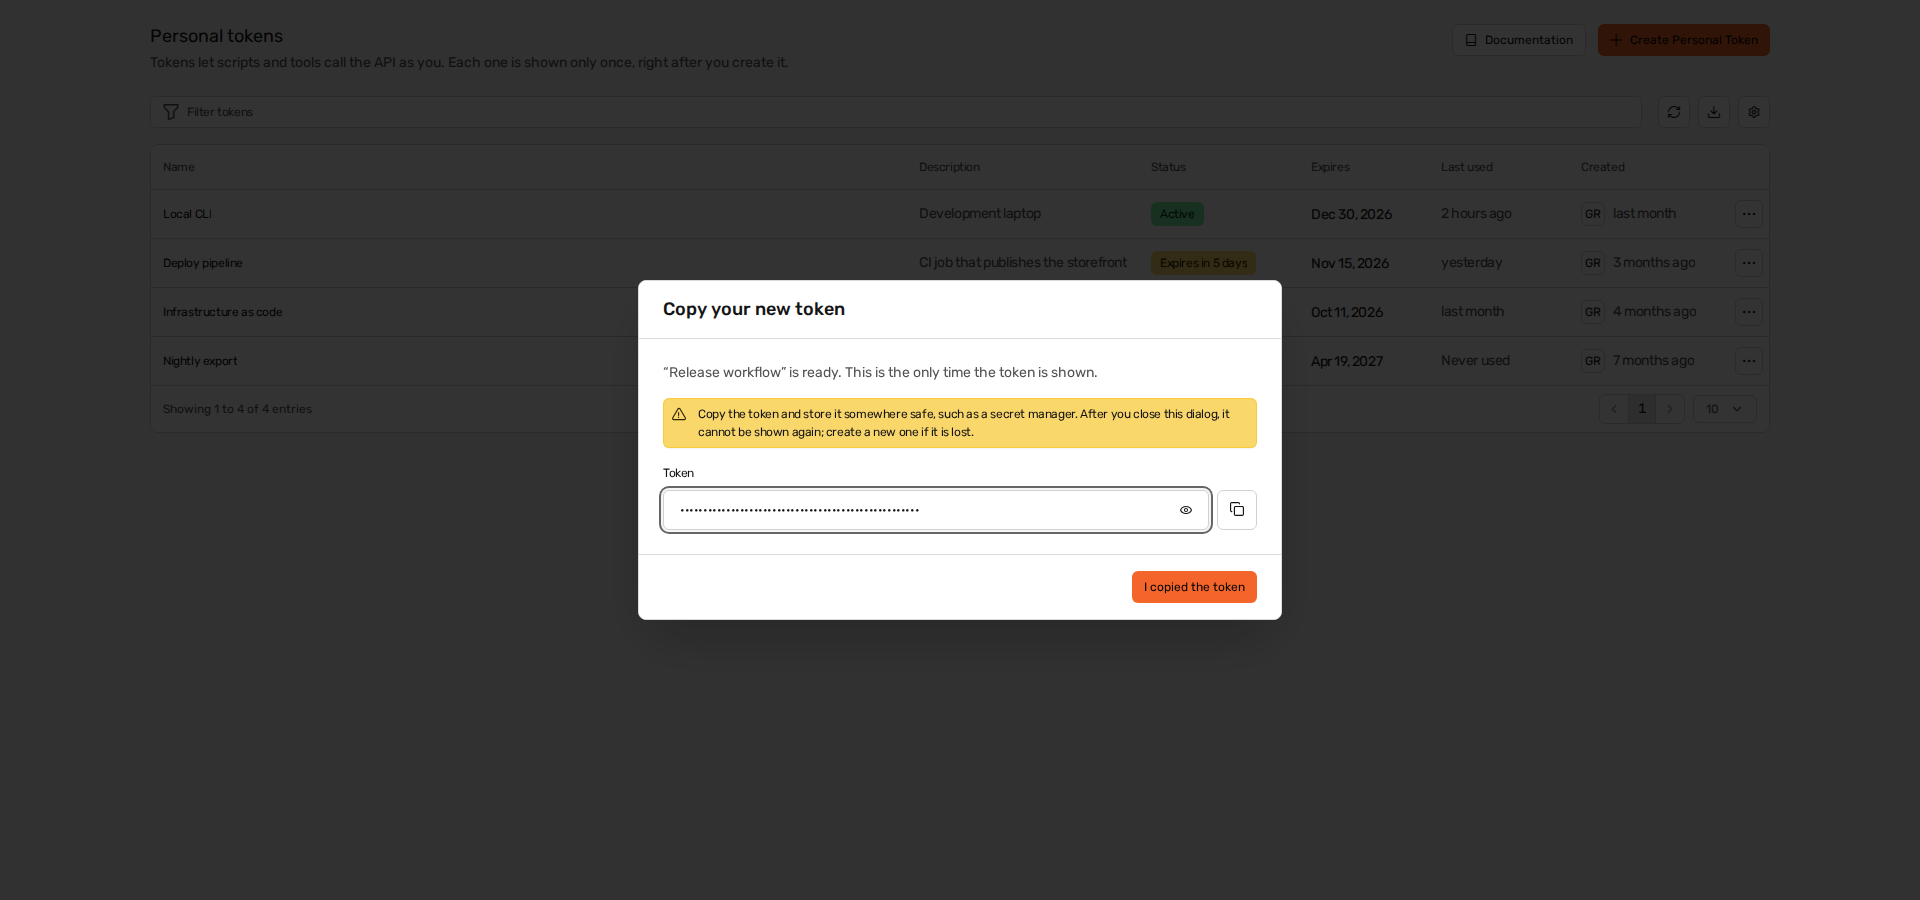 Personal tokens
Tokens let scripts and tools call the API as you. Each one is shown only once, right after you create it.
Documentation
Create Personal Token
Filter tokens
Name Description Status Expires Last used Created
Local CLI Development laptop Active Dec 30, 2026 2 hours ago GR last month
Deploy pipeline CI job that publishes the storefront Expires in 5 days Nov 15, 2026 yesterday GR 3 months ago
Infrastructure as code Oct 11, 2026 last month GR 4 months ago
Nightly export Apr 19, 2027 Never used GR 7 months ago
Showing 1 to 4 of 4 entries 1 10
Copy your new token
“Release workflow” is ready. This is the only time the token is shown.
Copy the token and store it somewhere safe, such as a secret manager. After you close this dialog, it
cannot be shown again; create a new one if it is lost.
Token
I copied the token